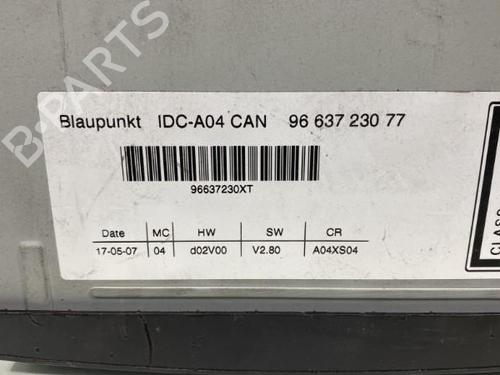 B-PARTS
Blaupunkt IDC-A04 CAN 96 637 230 77
96637230XT
Date MC HW SW CR
17-05-07 04 d02V00 V2.80 A04XS04